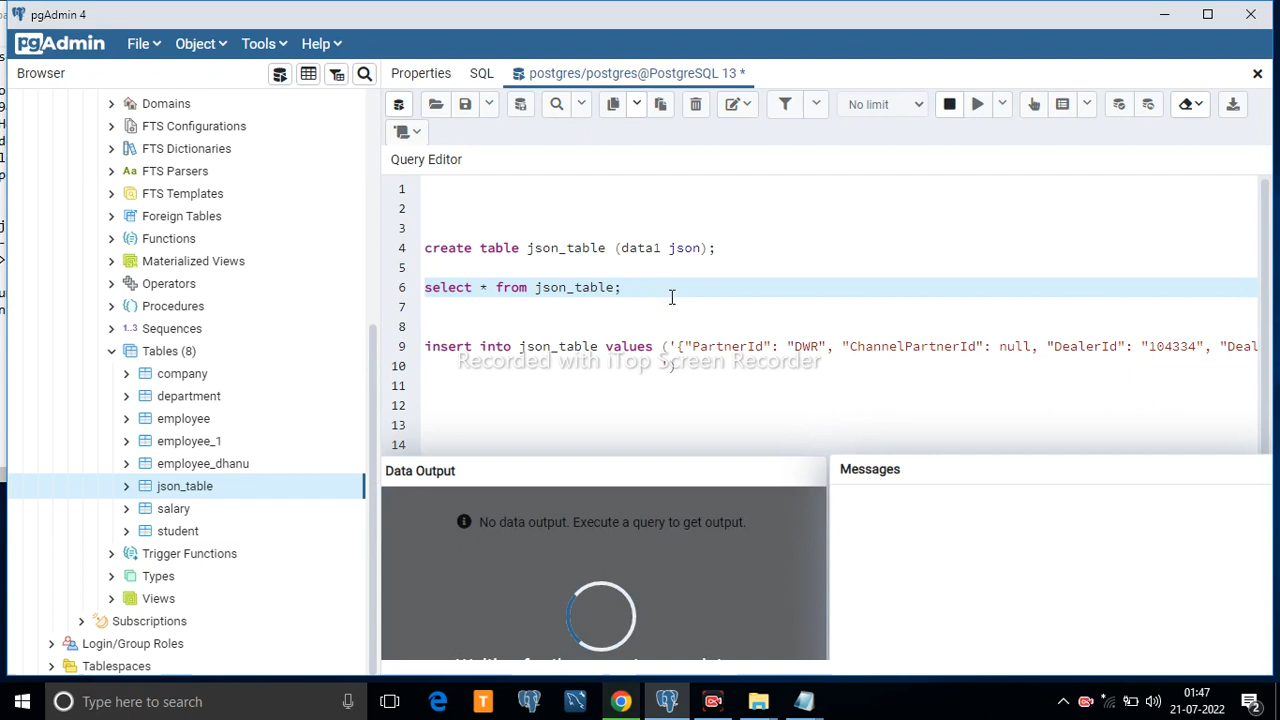 pgAdmin 4
pgAdmin File Object Tools Help
Browser
Properties SQL postgres/postgres@PostgreSQL 13 *
No limit
Query Editor
Domains
FTS Configurations
FTS Dictionaries
FTS Parsers
FTS Templates
Foreign Tables
Functions
Materialized Views
Operators
Procedures
1..3 Sequences
Tables (8)
company
department
employee
employee_1
employee_dhanu
json_table
salary
student
Trigger Functions
Types
Views
Subscriptions
Login/Group Roles
Tablespaces
1
2
3
4 create table json_table (data1 json);
5
6 select * from json_table;
7
8
9 insert into json_table values ('{"PartnerId": "DWR", "ChannelPartnerId": null, "DealerId": "104334", "Deal
Recorded with iTop Screen Recorder
10 ')
11
12
13
14
Data Output
Messages
No data output. Execute a query to get output.
Type here to search
01:47
21-07-2022
2